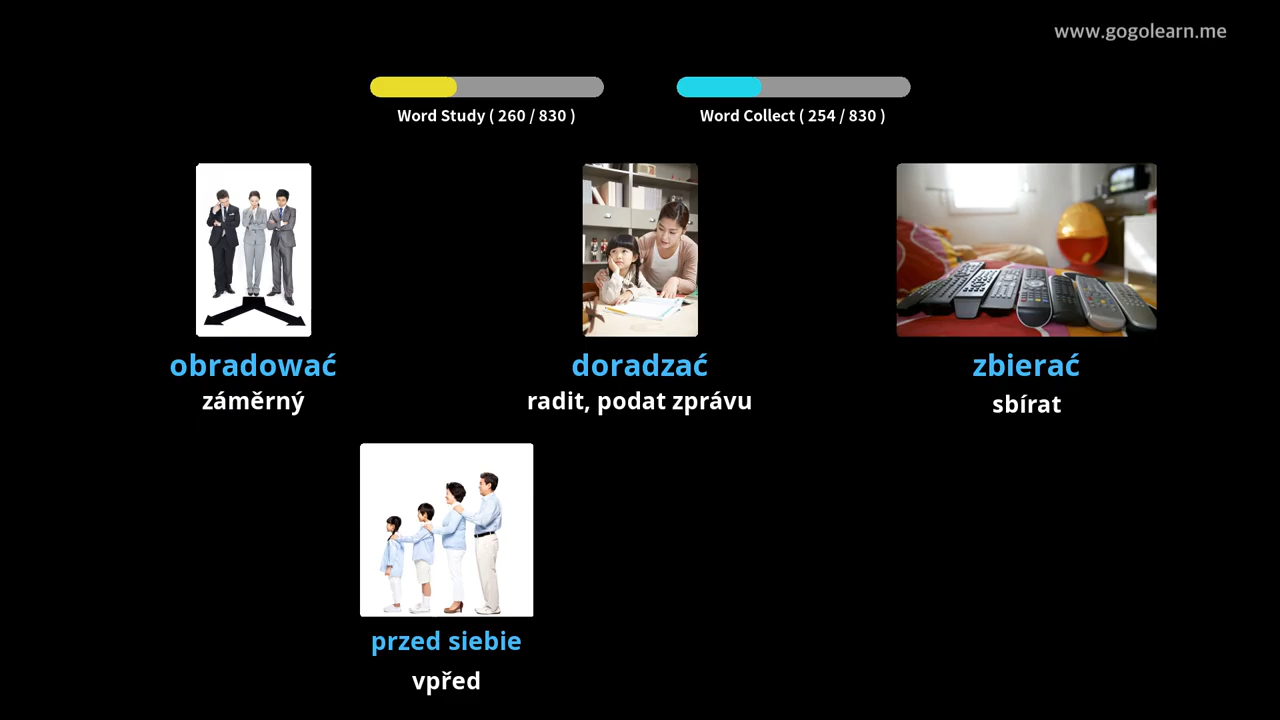 www.gogolearn.me
Word Study ( 260 / 830 )
Word Collect ( 254 / 830 )
obradować
záměrný
doradzać
radit, podat zprávu
zbierać
sbírat
przed siebie
vpřed